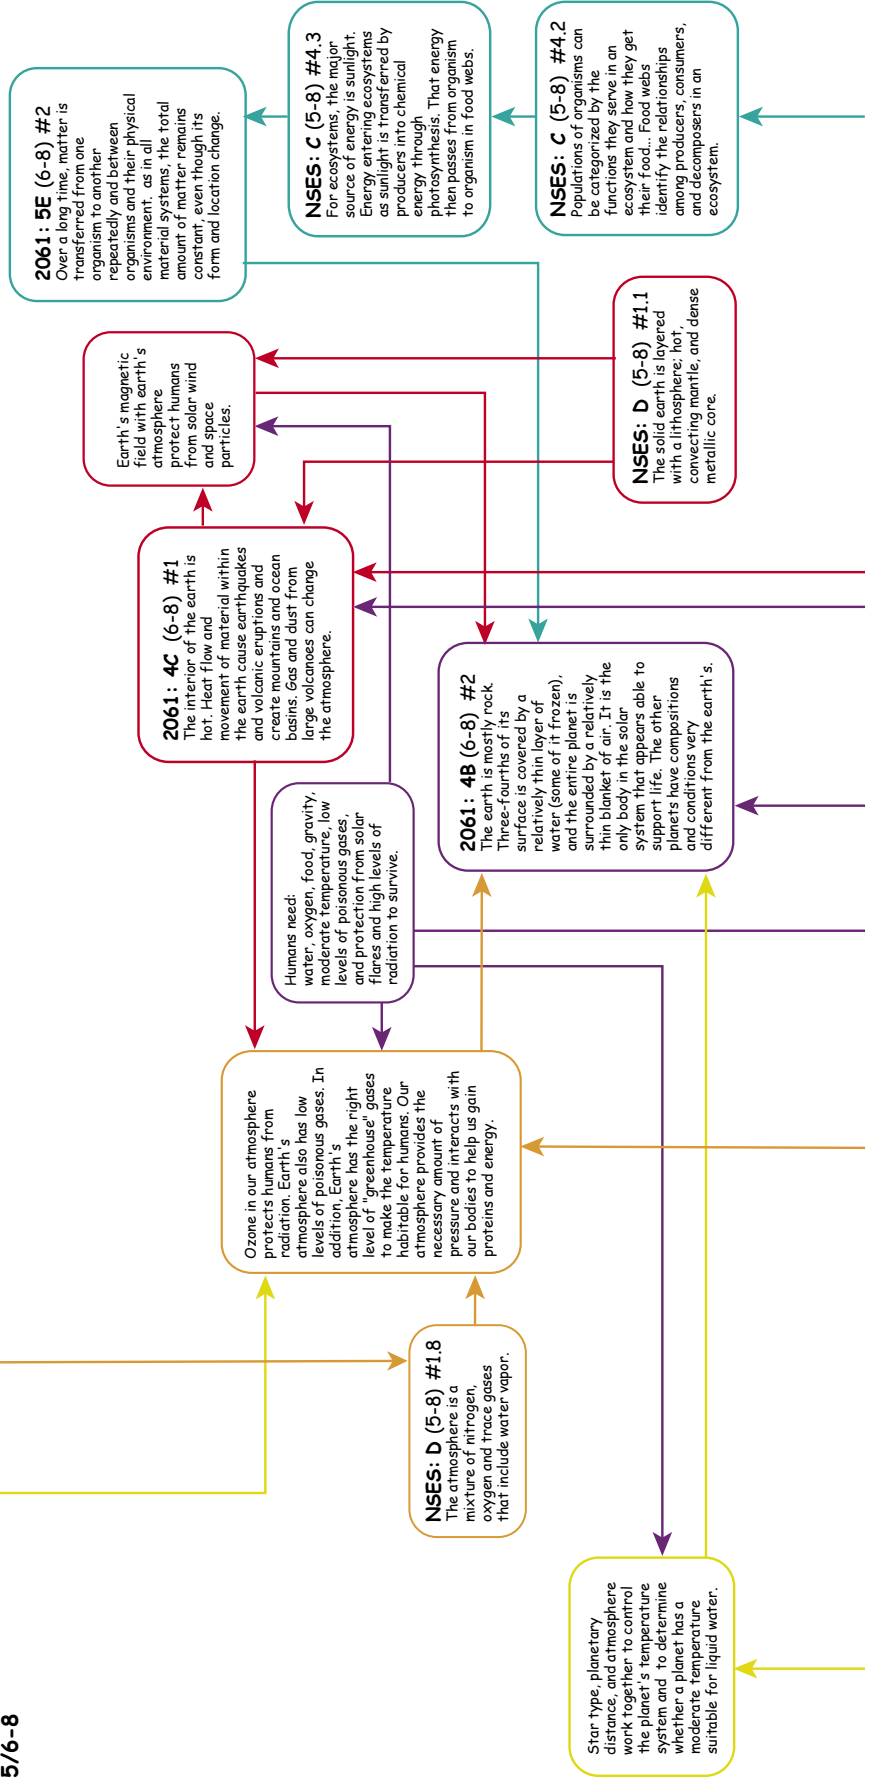 5/6-8
2061: 5E (6-8) #2
Over a long time, matter is
transferred from one
organism to another
repeatedly and between
organisms and their physical
environment. as in all
material systems, the total
amount of matter remains
constant, even though its
form and location change.
Earth's magnetic
field with earth's
atmosphere
protect humans
from solar wind
and space
particles.
2061: 4C (6-8) #1
The interior of the earth is
hot. Heat flow and
movement of material within
the earth cause earthquakes
and volcanic eruptions and
create mountains and ocean
basins. Gas and dust from
large volcanoes can change
the atmosphere.
Ozone in our atmosphere
protects humans from
radiation. Earth's
atmosphere also has low
levels of poisonous gases. In
addition, Earth's
atmosphere has the right
level of "greenhouse" gases
to make the temperature
habitable for humans. Our
atmosphere provides the
necessary amount of
pressure and interacts with
our bodies to help us gain
proteins and energy.
Humans need:
water, oxygen, food, gravity,
moderate temperature, low
levels of poisonous gases,
and protection from solar
flares and high levels of
radiation to survive.
NSES: C (5-8) #4.3
For ecosystems, the major
source of energy is sunlight.
Energy entering ecosystems
as sunlight is transferred by
producers into chemical
energy through
photosynthesis. That energy
then passes from organism
to organism in food webs.
NSES: D (5-8) #1.8
The atmosphere is a
mixture of nitrogen,
oxygen and trace gases
that include water vapor.
2061: 4B (6-8) #2
The earth is mostly rock.
Three-fourths of its
surface is covered by a
relatively thin layer of
water (some of it frozen),
and the entire planet is
surrounded by a relatively
thin blanket of air. It is the
only body in the solar
system that appears able to
support life. The other
planets have compositions
and conditions very
different from the earth's.
NSES: C (5-8) #4.2
Populations of organisms can
be categorized by the
functions they serve in an
ecosystem and how they get
their food... Food webs
identify the relationships
among producers, consumers,
and decomposers in an
ecosystem.
Star type, planetary
distance, and atmosphere
work together to control
the planet's temperature
system and to determine
whether a planet has a
moderate temperature
suitable for liquid water.
NSES: D (5-8) #1.1
The solid earth is layered
with a lithosphere; hot,
convecting mantle, and dense
metallic core.